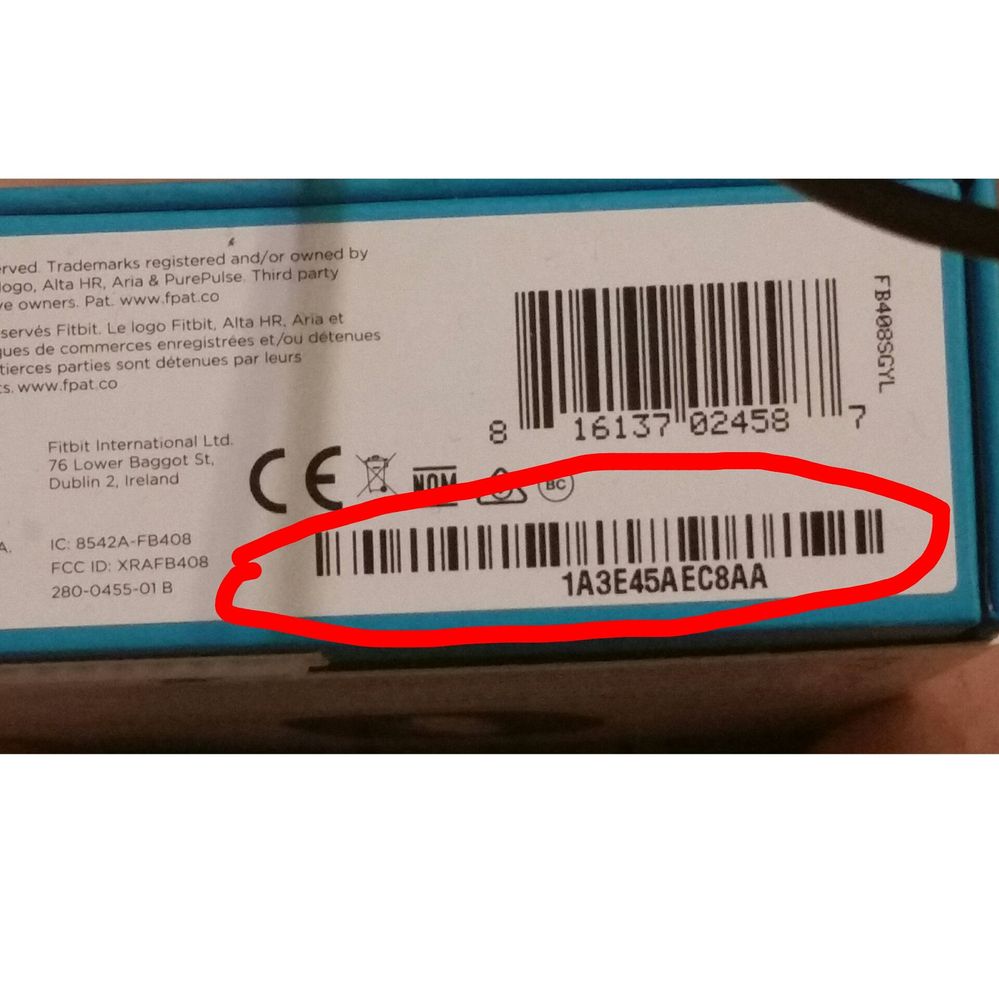 rved. Trademarks registered and/or owned by
logo, Alta HR, Aria & PurePulse. Third party
ve owners. Pat. www.fpat.co
servés Fitbit. Le logo Fitbit, Alta HR, Aria et
ques de commerces enregistrées et/ou détenues
tierces parties sont détenues par leurs
s. www.fpat.co
FB408SGYL
8 16137 02458 7
Fitbit International Ltd.
76 Lower Baggot St,
Dublin 2, Ireland
CE
NOM
BC
A.
IC: 8542A-FB408
FCC ID: XRAFB408
280-0455-01 B
1A3E45AEC8AA